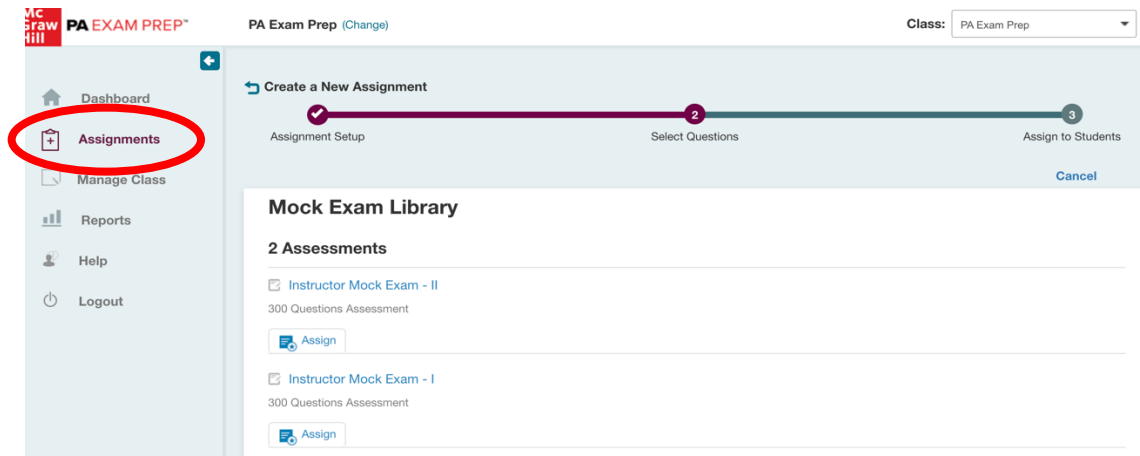 Mc
Graw
Hill
PA EXAM PREP™
PA Exam Prep (Change)
Class: PA Exam Prep
Dashboard
Assignments
Manage Class
Reports
Help
Logout
Create a New Assignment
2
3
Assignment Setup
Select Questions
Assign to Students
Cancel
Mock Exam Library
2 Assessments
Instructor Mock Exam - II
300 Questions Assessment
Assign
Instructor Mock Exam - I
300 Questions Assessment
Assign